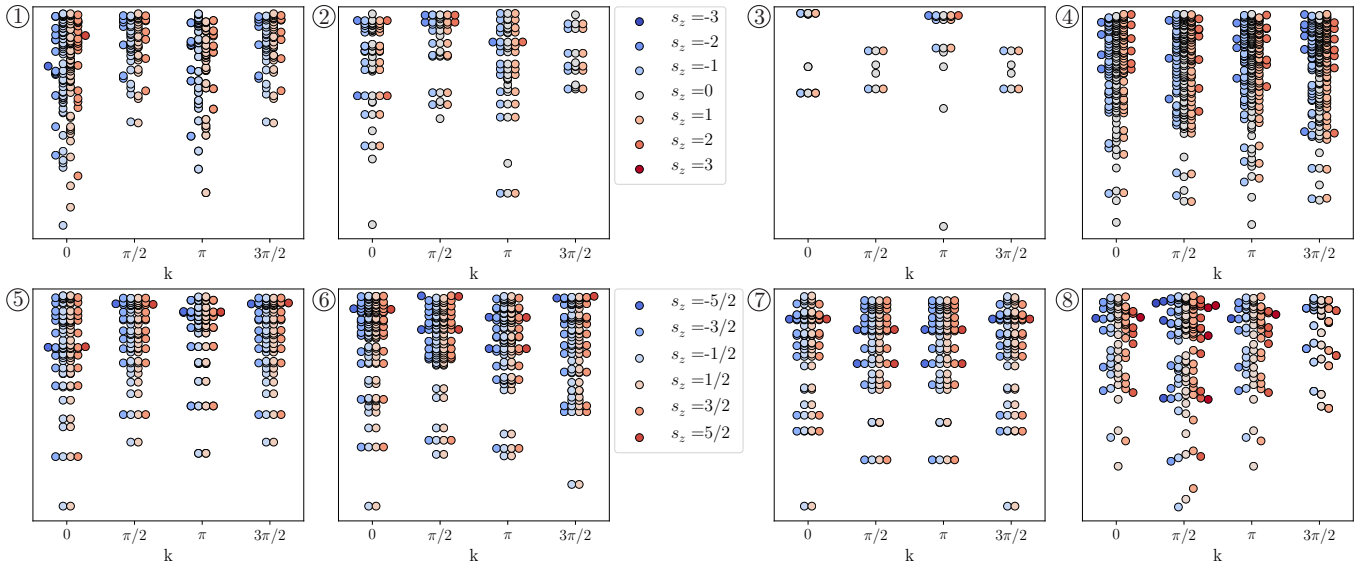 ①
②
③
④
s_z =-3
s_z =-2
s_z =-1
s_z =0
s_z =1
s_z =2
s_z =3
0 π/2 π 3π/2
k
0 π/2 π 3π/2
k
0 π/2 π 3π/2
k
0 π/2 π 3π/2
k
⑤
⑥
⑦
⑧
s_z =-5/2
s_z =-3/2
s_z =-1/2
s_z =1/2
s_z =3/2
s_z =5/2
0 π/2 π 3π/2
k
0 π/2 π 3π/2
k
0 π/2 π 3π/2
k
0 π/2 π 3π/2
k